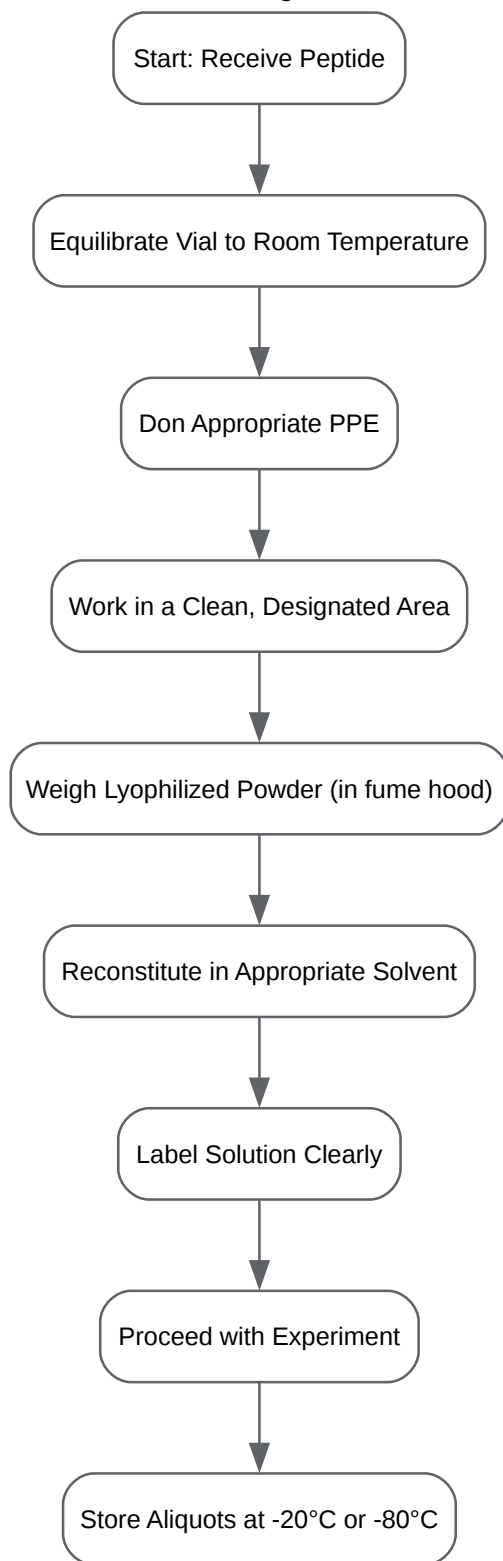 Start: Receive Peptide
Equilibrate Vial to Room Temperature
Don Appropriate PPE
Work in a Clean, Designated Area
Weigh Lyophilized Powder (in fume hood)
Reconstitute in Appropriate Solvent
Label Solution Clearly
Proceed with Experiment
Store Aliquots at -20°C or -80°C